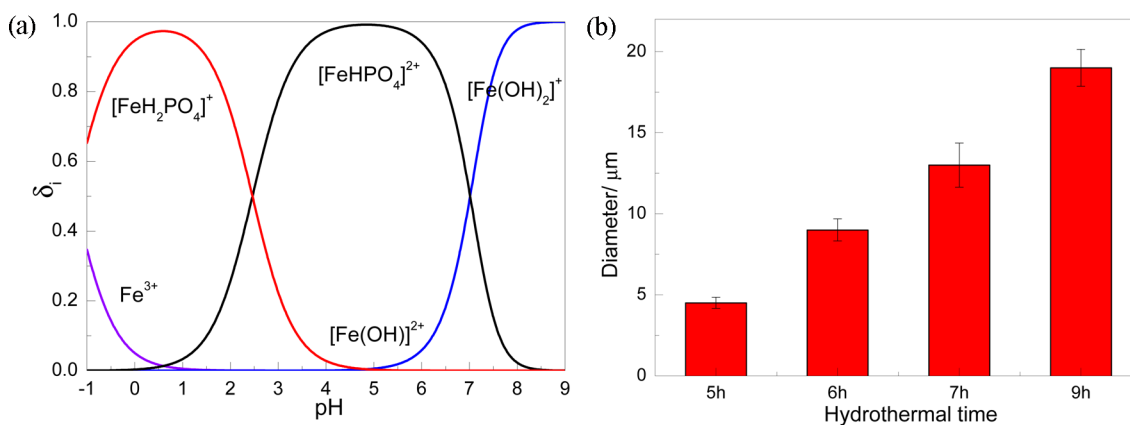 (a)
1.0
0.8
0.6
0.4
0.2
0.0
δi
[FeH2PO4]+
[FeHPO4]2+
[Fe(OH)2]+
Fe3+
[Fe(OH)]2+
-1 0 1 2 3 4 5 6 7 8 9
pH
(b)
20
15
10
5
0
Diameter/ μm
5h 6h 7h 9h
Hydrothermal time